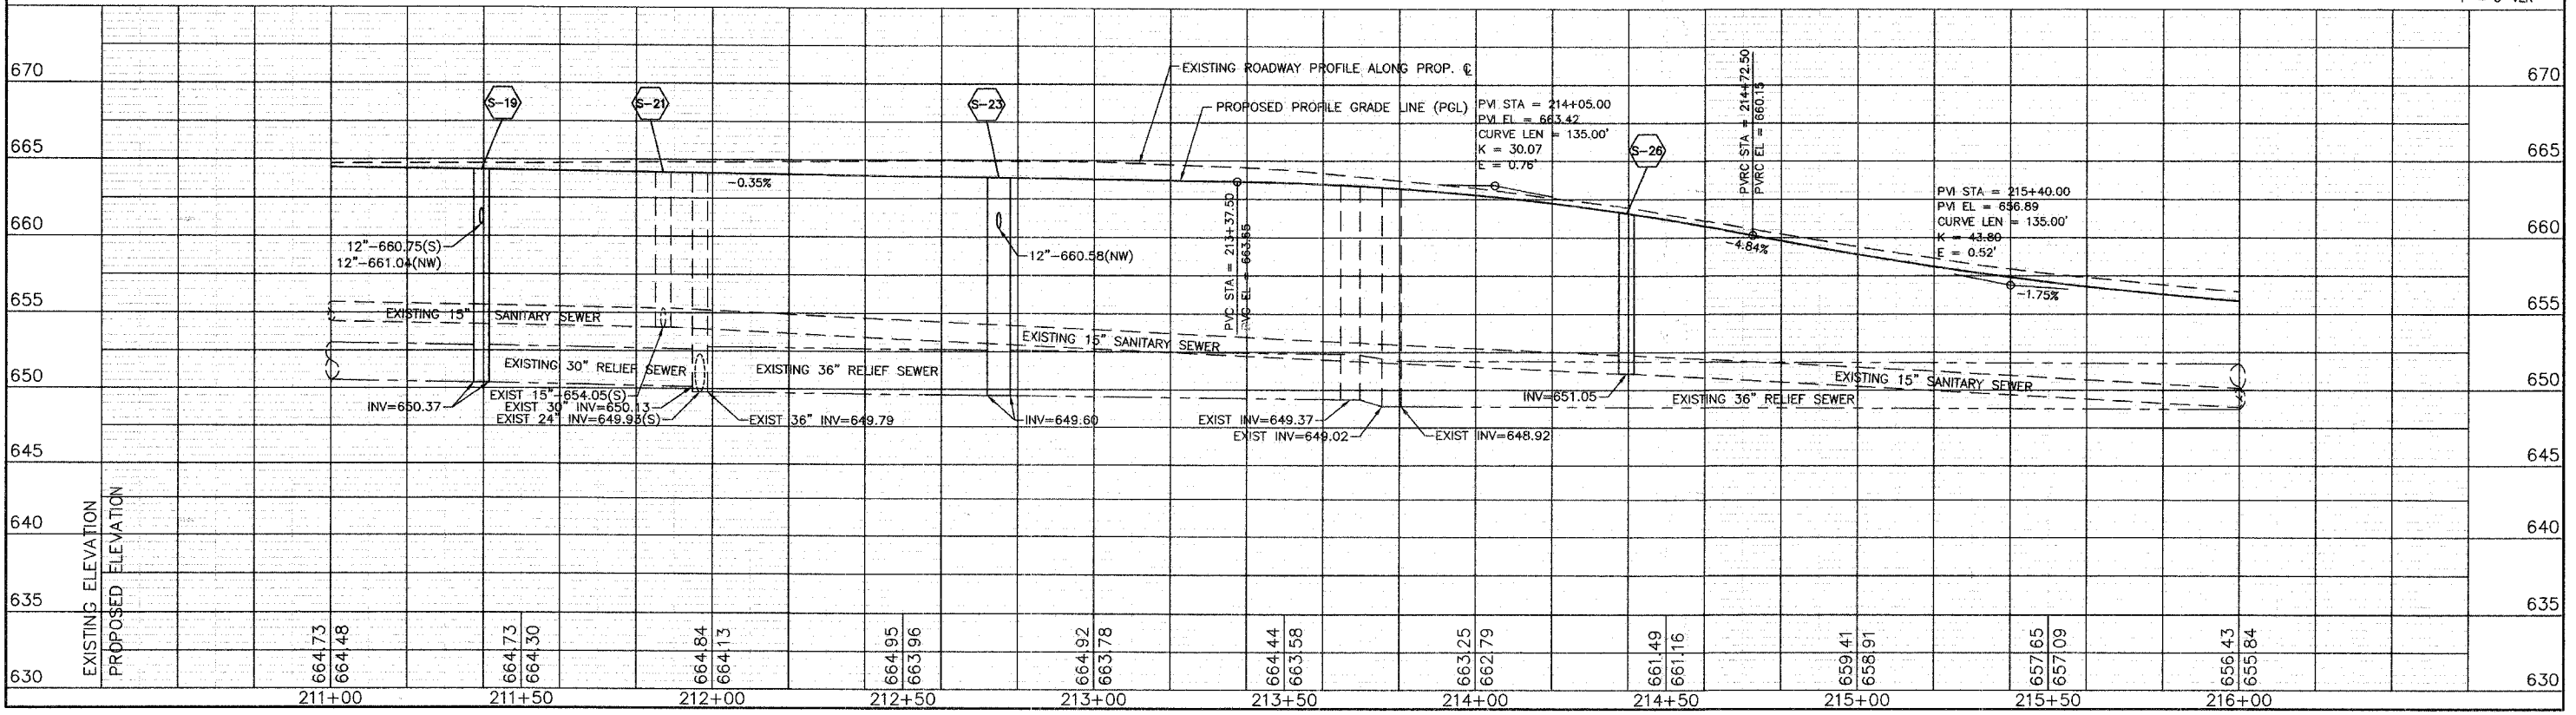 670
665
660
655
650
645
640
635
630
EXISTING ELEVATION
PROPOSED ELEVATION
S-19
S-21
S-23
S-26
EXISTING ROADWAY PROFILE ALONG PROP. ℄
PROPOSED PROFILE GRADE LINE (PGL)
PVI STA = 214+05.00
PVI EL = 663.42
CURVE LEN = 135.00'
K = 30.07
E = 0.76'
PVRC STA = 214+72.50
PVRC EL = 660.15
PVI STA = 215+40.00
PVI EL = 656.89
CURVE LEN = 135.00'
K = 43.80
E = 0.52'
-0.35%
PVC STA = 213+37.50
PVC EL = 663.65
-4.84%
-1.75%
12"-660.75(S)
12"-661.04(NW)
12"-660.58(NW)
EXISTING 15" SANITARY SEWER
EXISTING 15" SANITARY SEWER
EXISTING 30" RELIEF SEWER
EXISTING 36" RELIEF SEWER
EXISTING 15" SANITARY SEWER
EXISTING 36" RELIEF SEWER
INV=650.37
EXIST 15"-654.05(S)
EXIST 30" INV=650.13
EXIST 24" INV=649.93(S)
EXIST 36" INV=649.79
INV=649.60
EXIST INV=649.37
EXIST INV=649.02
EXIST INV=648.92
INV=651.05
664.73
664.48
664.73
664.30
664.84
664.13
664.95
663.96
664.92
663.78
664.44
663.58
663.25
662.79
661.49
661.16
659.41
658.91
657.65
657.09
656.43
655.84
211+00
211+50
212+00
212+50
213+00
213+50
214+00
214+50
215+00
215+50
216+00
670
665
660
655
650
645
640
635
630